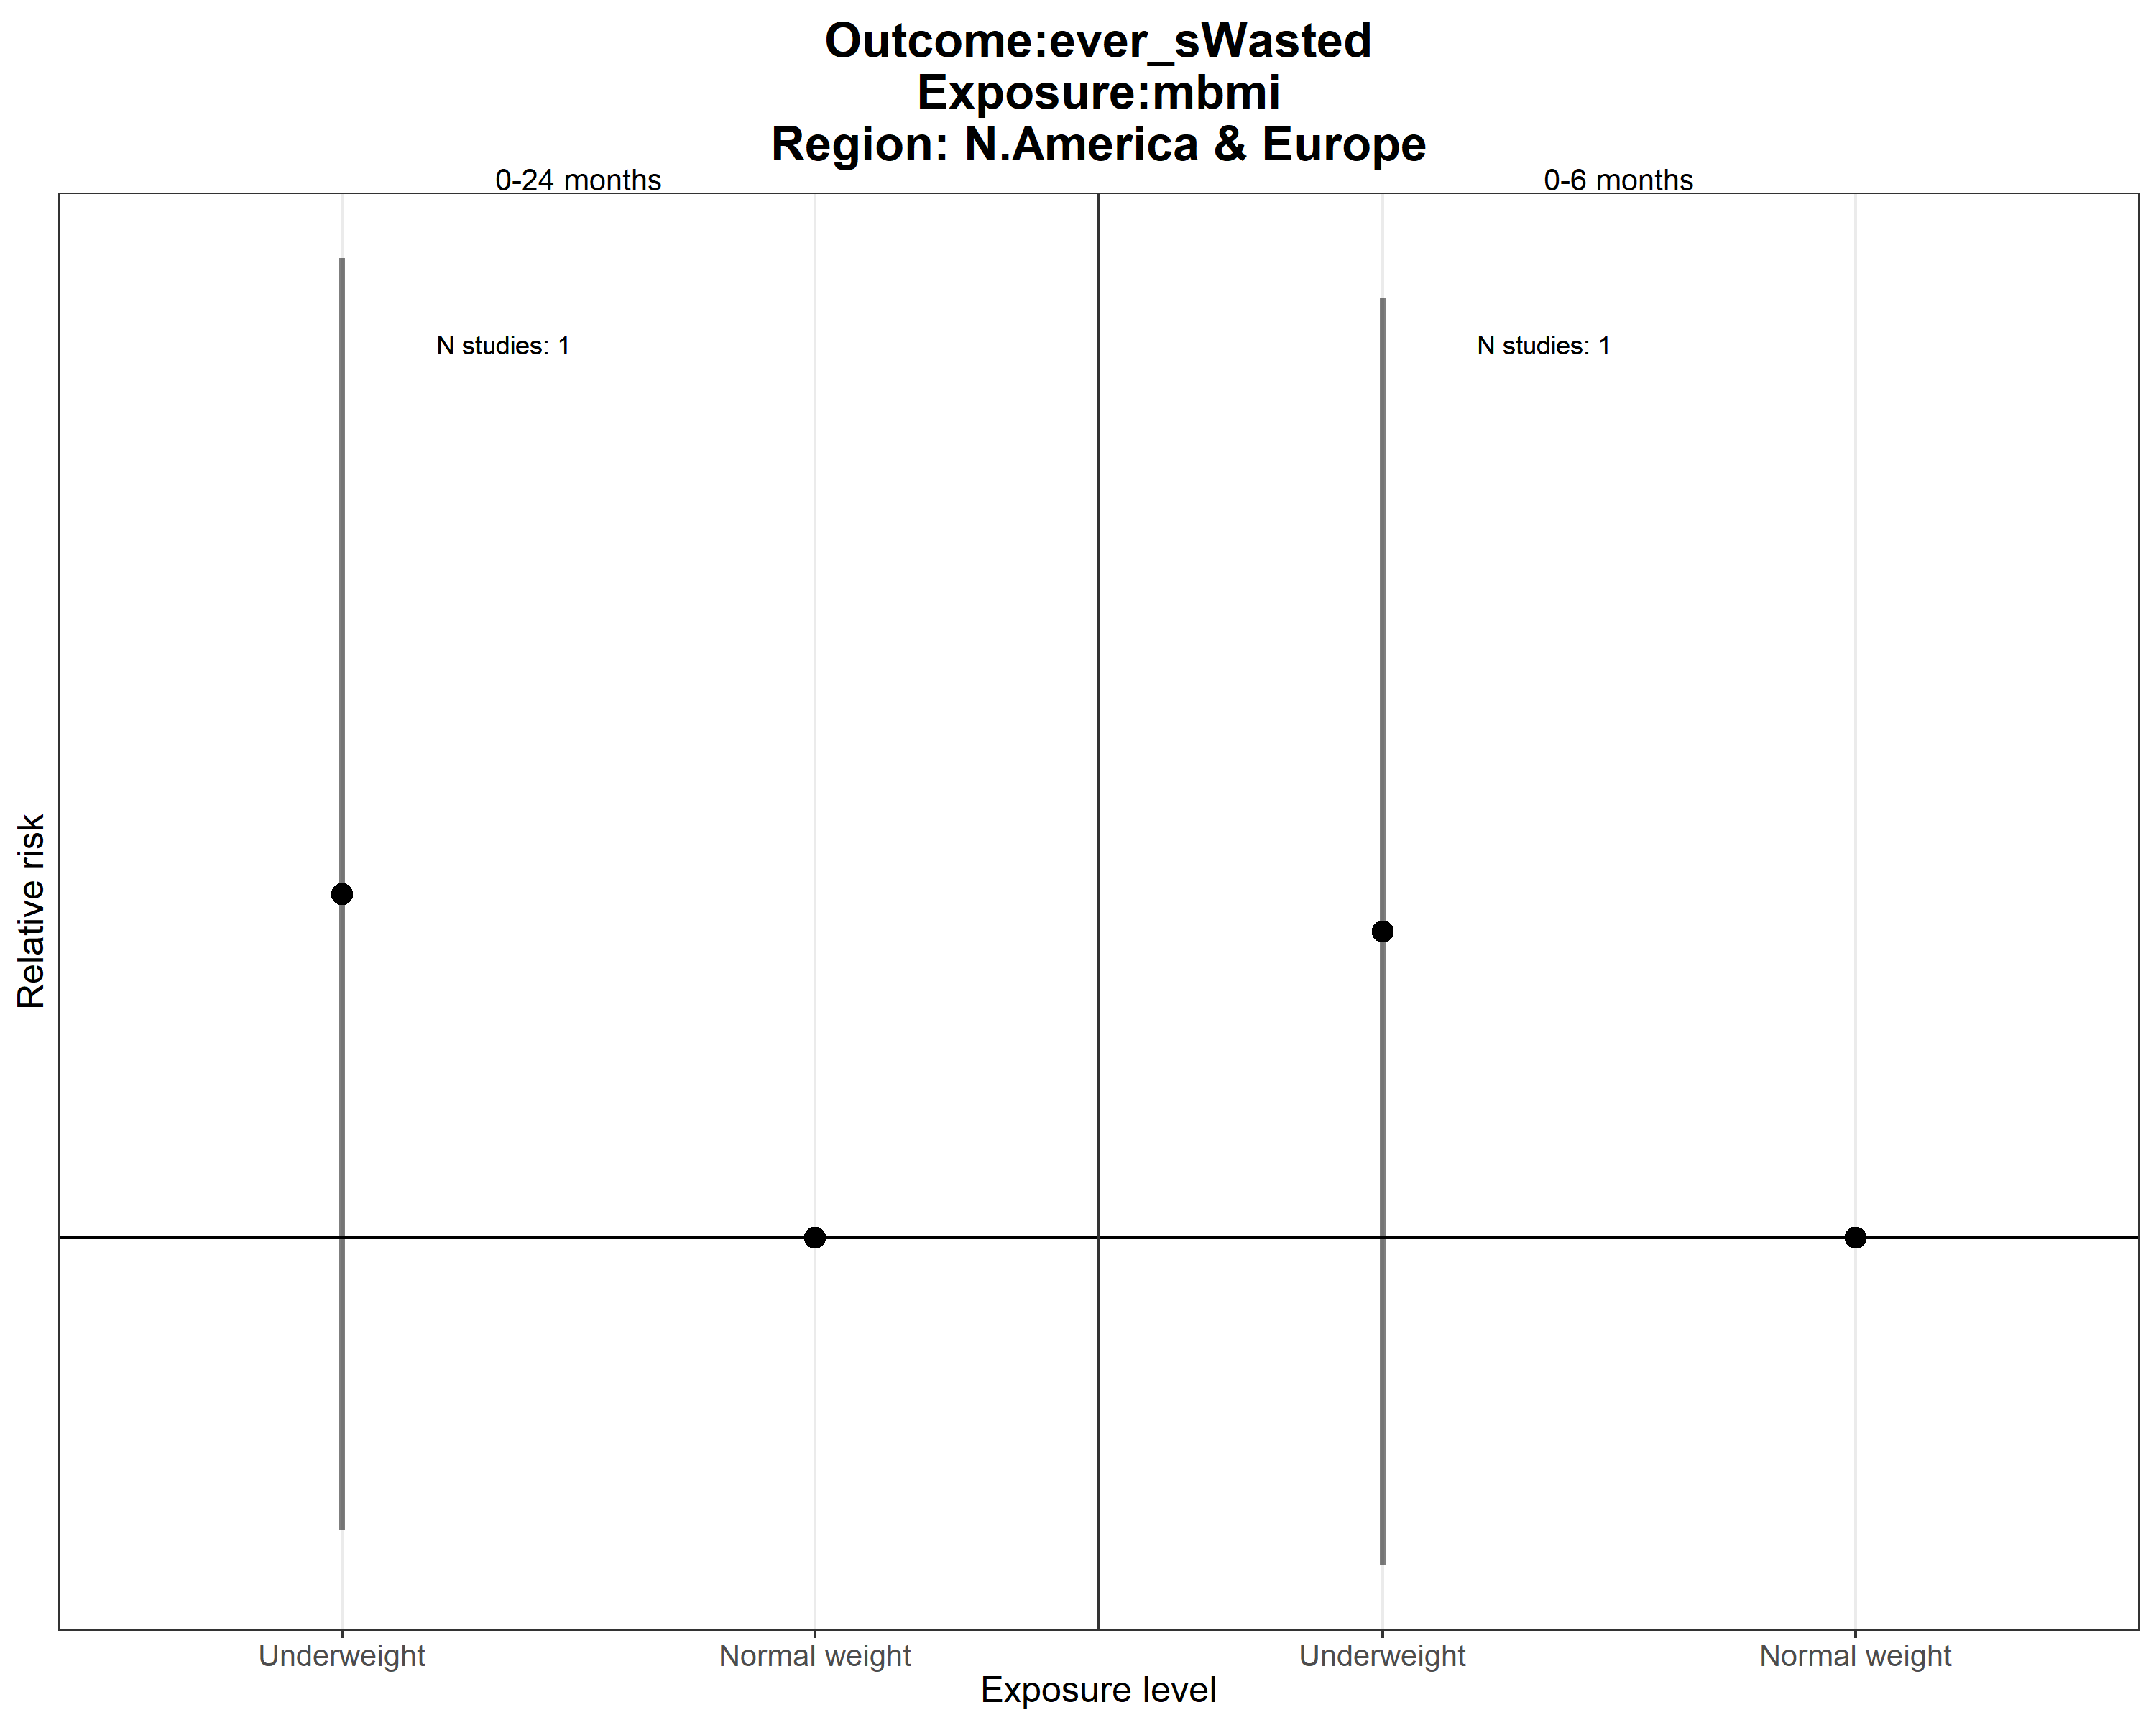 Outcome:ever_sWasted
Exposure:mbmi
Region: N.America & Europe
0-24 months
0-6 months
N studies: 1
N studies: 1
Relative risk
Underweight
Normal weight
Underweight
Normal weight
Exposure level